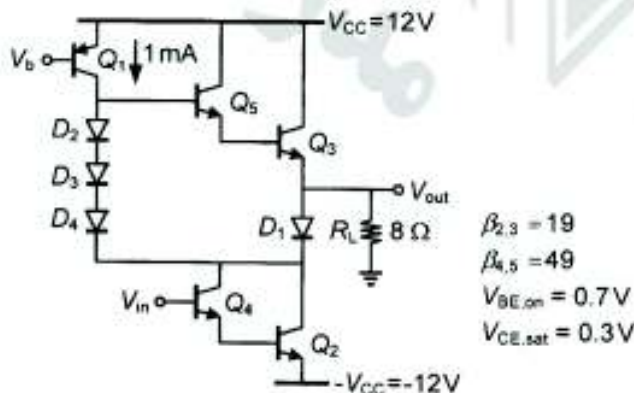 V_CC = 12V
V_b
Q_1
1 mA
Q_5
D_2
Q_3
D_3
V_out
D_4
D_1
R_L
8 Ω
β_2,3 = 19
β_4,5 = 49
V_in
Q_4
V_BE,on = 0.7 V
Q_2
V_CE,sat = 0.3 V
-V_CC = -12V